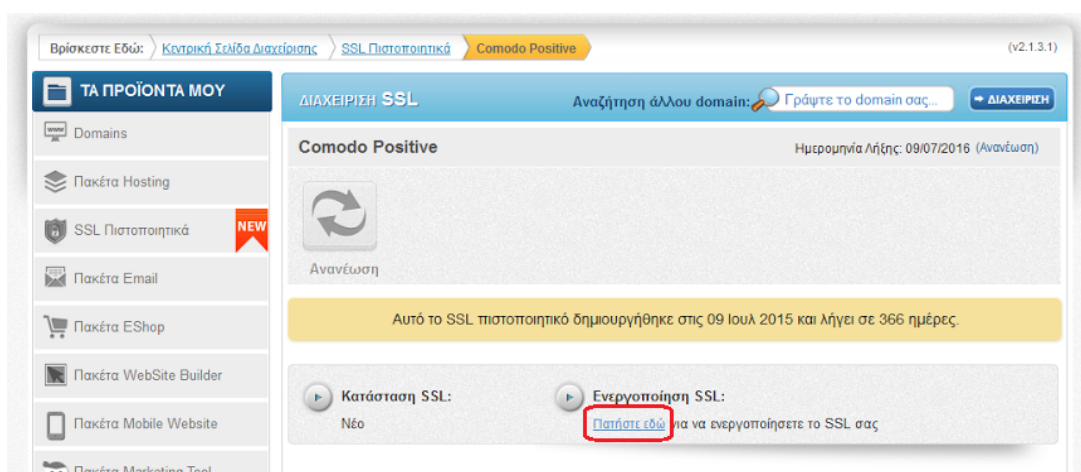 Βρίσκεστε Εδώ: Κεντρική Σελίδα Διαχείρισης SSL Πιστοποιητικά Comodo Positive (v2.1.3.1)
ΤΑ ΠΡΟΪΟΝΤΑ ΜΟΥ
Domains
Πακέτα Hosting
SSL Πιστοποιητικά NEW
Πακέτα Email
Πακέτα EShop
Πακέτα WebSite Builder
Πακέτα Mobile Website
Πακέτα Marketing Tool
ΔΙΑΧΕΙΡΙΣΗ SSL Αναζήτηση άλλου domain: Γράψτε το domain σας... ΔΙΑΧΕΙΡΙΣΗ
Comodo Positive Ημερομηνία Λήξης: 09/07/2016 (Ανανέωση)
Ανανέωση
Αυτό το SSL πιστοποιητικό δημιουργήθηκε στις 09 Ιουλ 2015 και λήγει σε 366 ημέρες.
Κατάσταση SSL:
Νέο
Ενεργοποίηση SSL:
Πατήστε εδώ για να ενεργοποιήσετε το SSL σας